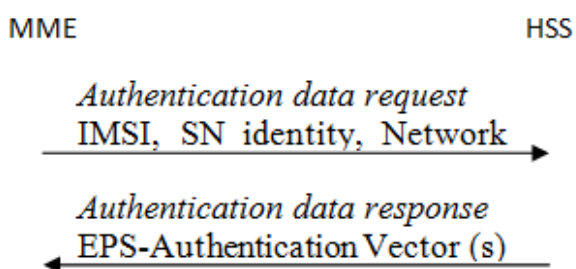 MME HSS
Authentication data request
IMSI, SN identity, Network
Authentication data response
EPS-Authentication Vector (s)